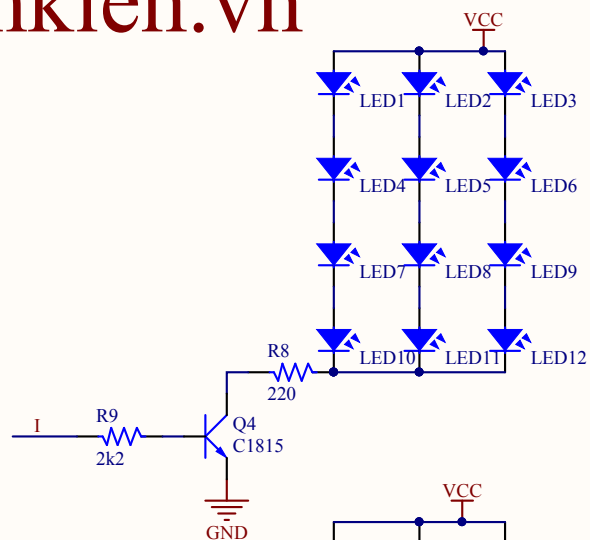 nkien.vn
VCC
LED1 LED2 LED3
LED4 LED5 LED6
LED7 LED8 LED9
LED10 LED11 LED12
R8
220
I
R9
2k2
Q4
C1815
GND
VCC